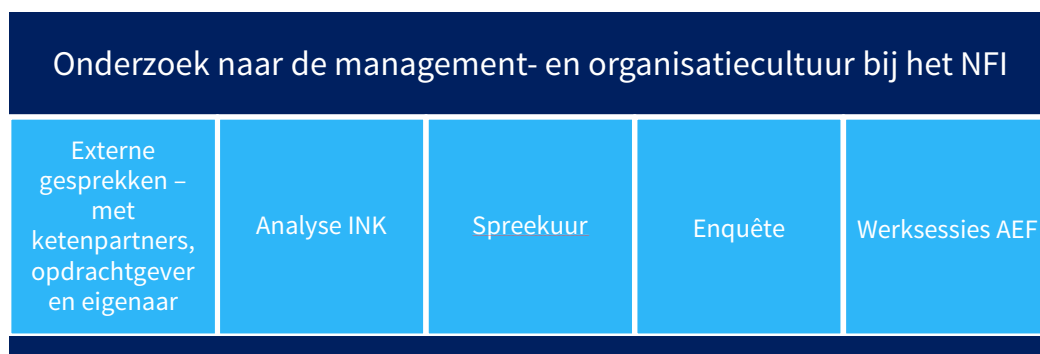 Onderzoek naar de management- en organisatiecultuur bij het NFI
Externe
gesprekken –
met
ketenpartners,
opdrachtgever
en eigenaar
Analyse INK
Spreekuur
Enquête
Werksessies AEF